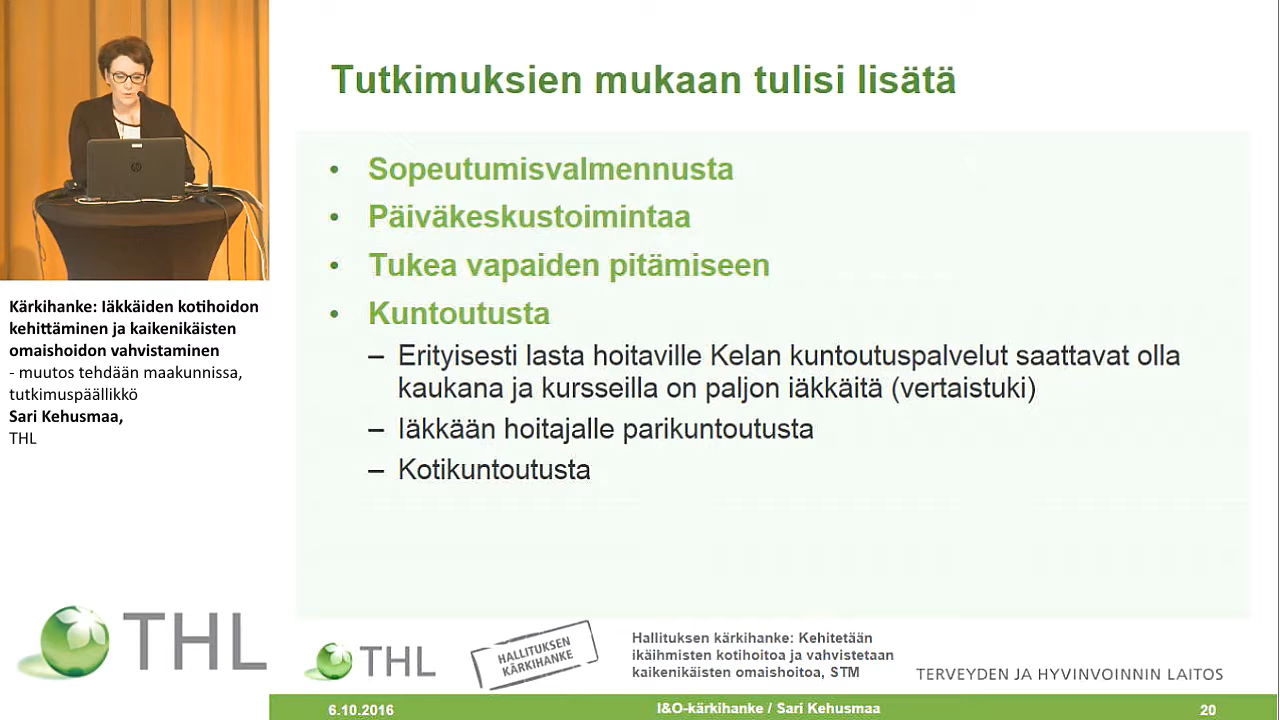 Tutkimuksien mukaan tulisi lisätä
• Sopeutumisvalmennusta
• Päiväkeskustoimintaa
• Tukea vapaiden pitämiseen
• Kuntoutusta
– Erityisesti lasta hoitaville Kelan kuntoutuspalvelut saattavat olla
kaukana ja kursseilla on paljon iäkkäitä (vertaistuki)
– Iäkkään hoitajalle parikuntoutusta
– Kotikuntoutusta
Kärkihanke: Iäkkäiden kotihoidon
kehittäminen ja kaikenikäisten
omaishoidon vahvistaminen
- muutos tehdään maakunnissa,
tutkimuspäällikkö
Sari Kehusmaa,
THL
THL
THL
HALLITUKSEN
KÄRKIHANKE
Hallituksen kärkihanke: Kehitetään
ikäihmisten kotihoitoa ja vahvistetaan
kaikenikäisten omaishoitoa, STM
TERVEYDEN JA HYVINVOINNIN LAITOS
6.10.2016
I&O-kärkihanke / Sari Kehusmaa
20